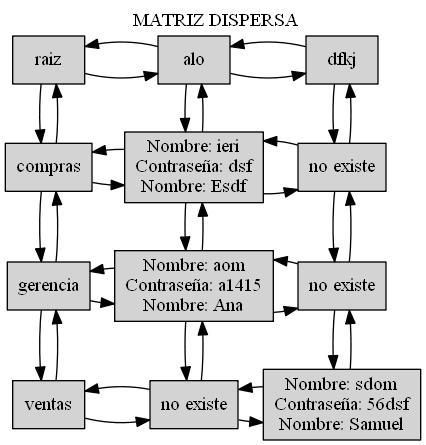 MATRIZ DISPERSA
raiz
alo
dfkj
compras
Nombre: ieri
Contraseña: dsf
Nombre: Esdf
no existe
gerencia
Nombre: aom
Contraseña: a1415
Nombre: Ana
no existe
ventas
no existe
Nombre: sdom
Contraseña: 56dsf
Nombre: Samuel